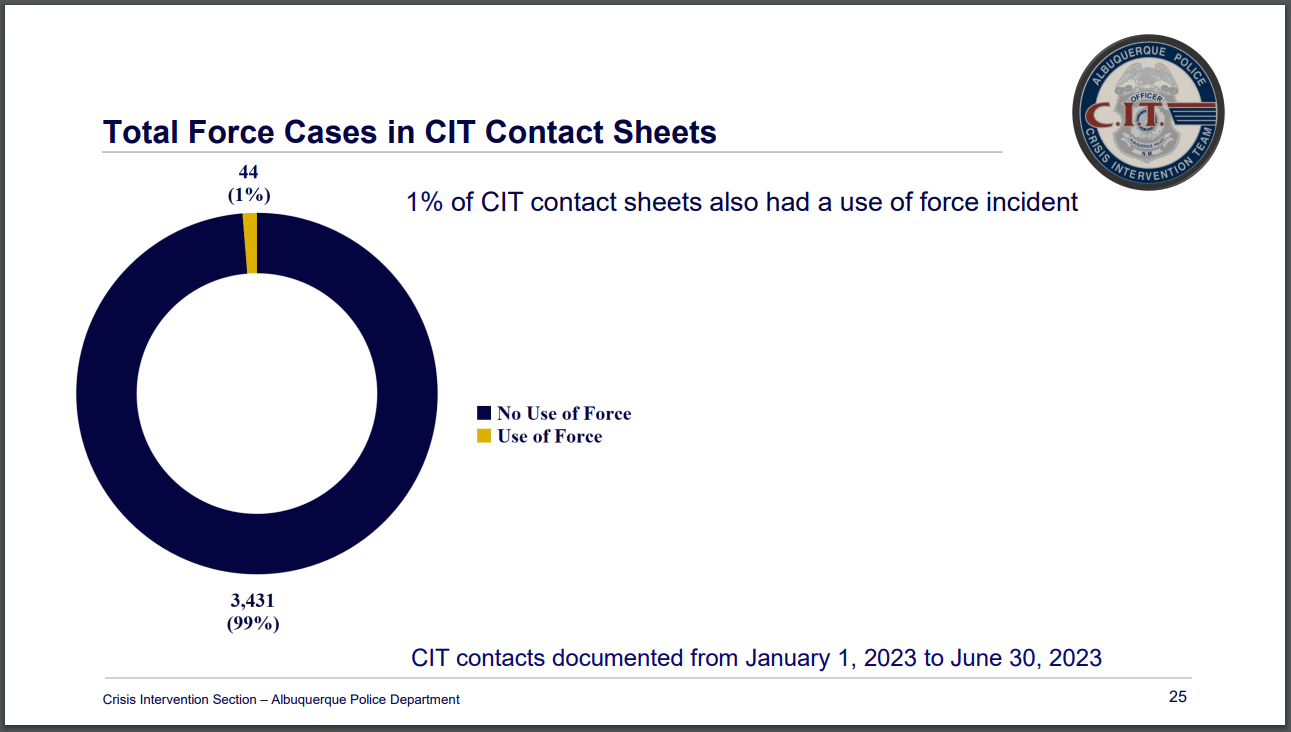 ALBUQUERQUE POLICE
OFFICER
C.I.T.
CRISIS INTERVENTION TEAM
Total Force Cases in CIT Contact Sheets
44
(1%)
1% of CIT contact sheets also had a use of force incident
No Use of Force
Use of Force
3,431
(99%)
CIT contacts documented from January 1, 2023 to June 30, 2023
Crisis Intervention Section – Albuquerque Police Department
25